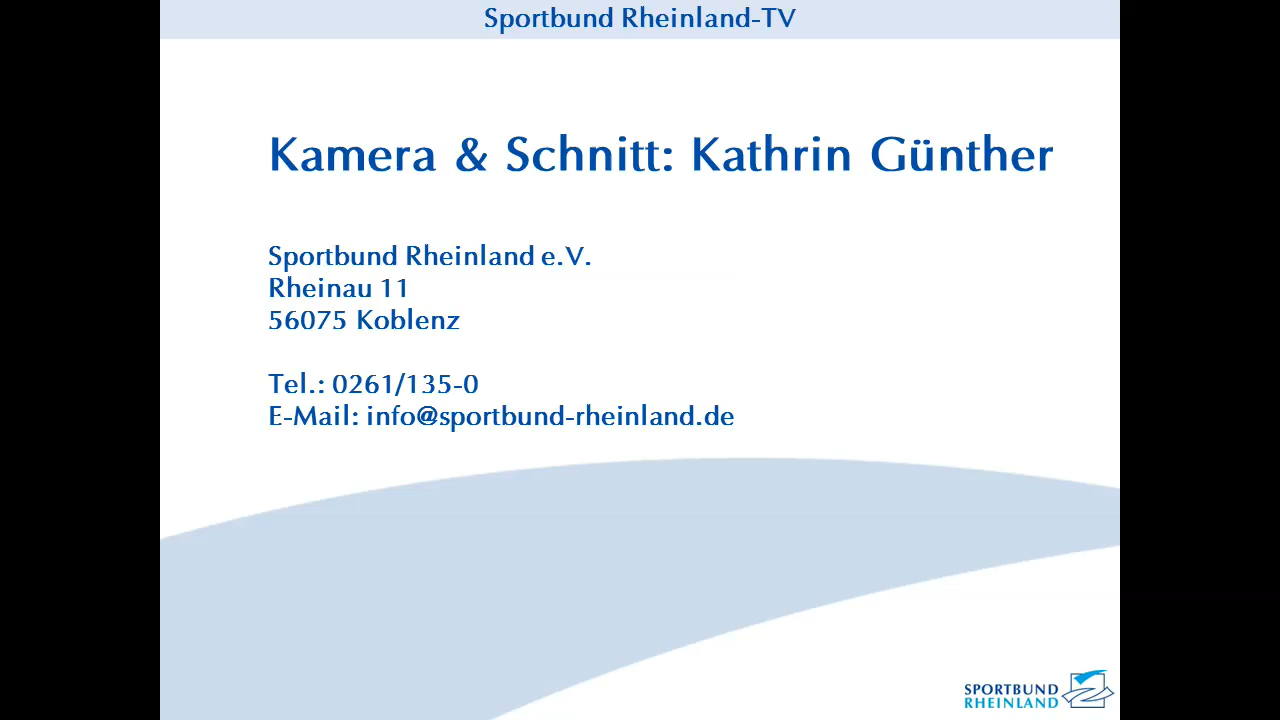 Sportbund Rheinland-TV
Kamera & Schnitt: Kathrin Günther
Sportbund Rheinland e.V.
Rheinau 11
56075 Koblenz
Tel.: 0261/135-0
E-Mail: info@sportbund-rheinland.de
SPORTBUND
RHEINLAND